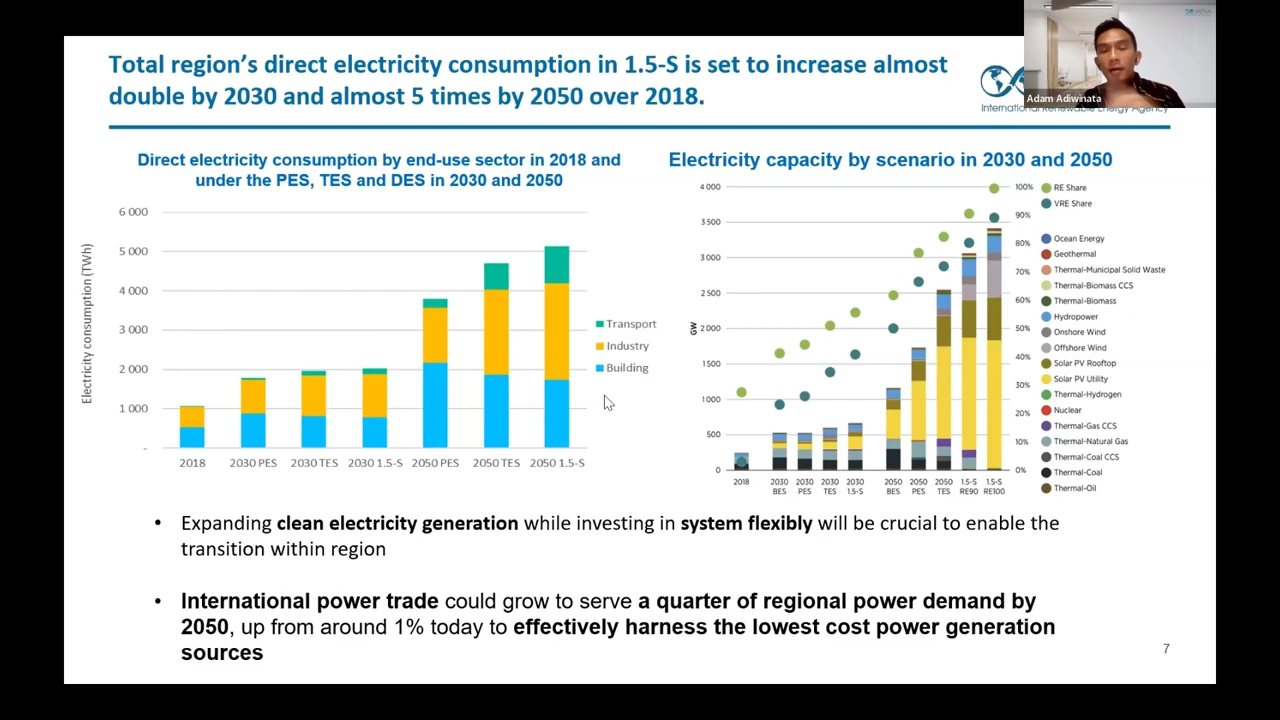 Total region's direct electricity consumption in 1.5-S is set to increase almost
double by 2030 and almost 5 times by 2050 over 2018.
Adam Adiwinata
International Renewable Energy Agency
Direct electricity consumption by end-use sector in 2018 and
under the PES, TES and DES in 2030 and 2050
Electricity consumption (TWh)
6 000
5 000
4 000
3 000
2 000
1 000
-
2018
2030 PES
2030 TES
2030 1.5-S
2050 PES
2050 TES
2050 1.5-S
Transport
Industry
Building
Electricity capacity by scenario in 2030 and 2050
GW
4 000
3 500
3 000
2 500
2 000
1500
1000
500
0
100%
90%
80%
70%
60%
50%
40%
30%
20%
10%
0%
2018
2030
BES
2030
PES
2030
TES
2030
1.5-S
2050
BES
2050
PES
2050
TES
1.5-S
RE90
1.5-S
RE100
RE Share
VRE Share
Ocean Energy
Geothermal
Thermal-Municipal Solid Waste
Thermal-Biomass CCS
Thermal-Biomass
Hydropower
Onshore Wind
Offshore Wind
Solar PV Rooftop
Solar PV Utility
Thermal-Hydrogen
Nuclear
Thermal-Gas CCS
Thermal-Natural Gas
Thermal-Coal CCS
Thermal-Coal
Thermal-Oil
• Expanding clean electricity generation while investing in system flexibly will be crucial to enable the
transition within region
• International power trade could grow to serve a quarter of regional power demand by
2050, up from around 1% today to effectively harness the lowest cost power generation
sources
7